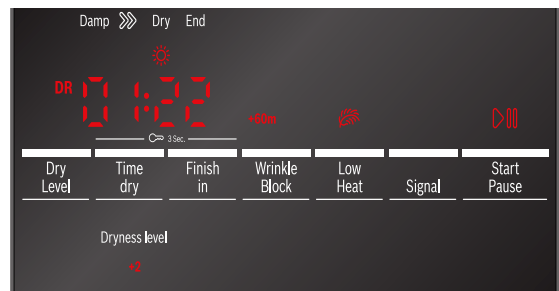 Damp Dry End
DR 01:22
+60m
3 Sec.
Dry Level
Time dry
Finish in
Wrinkle Block
Low Heat
Signal
Start Pause
Dryness level